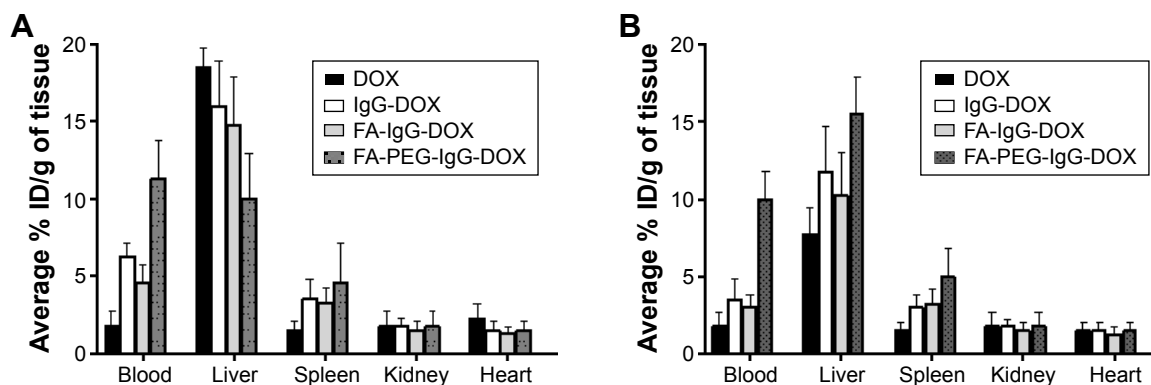 A
Average % ID/g of tissue
20
15
10
5
0
DOX
IgG-DOX
FA-IgG-DOX
FA-PEG-IgG-DOX
Blood Liver Spleen Kidney Heart
B
Average % ID/g of tissue
20
15
10
5
0
DOX
IgG-DOX
FA-IgG-DOX
FA-PEG-IgG-DOX
Blood Liver Spleen Kidney Heart